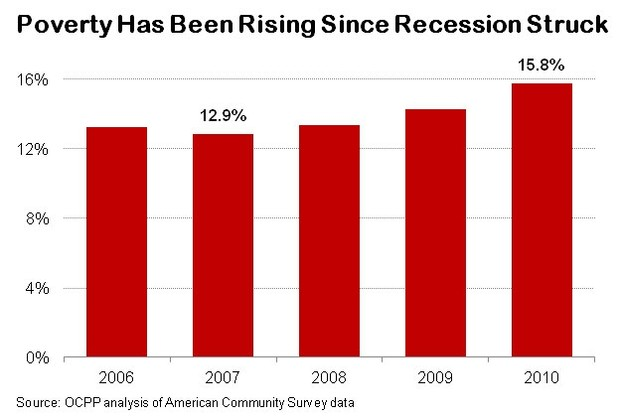 Poverty Has Been Rising Since Recession Struck
15.8%
16%
12.9%
12%
8%
4%
0%
2006 2007 2008 2009 2010
Source: OCPP analysis of American Community Survey data